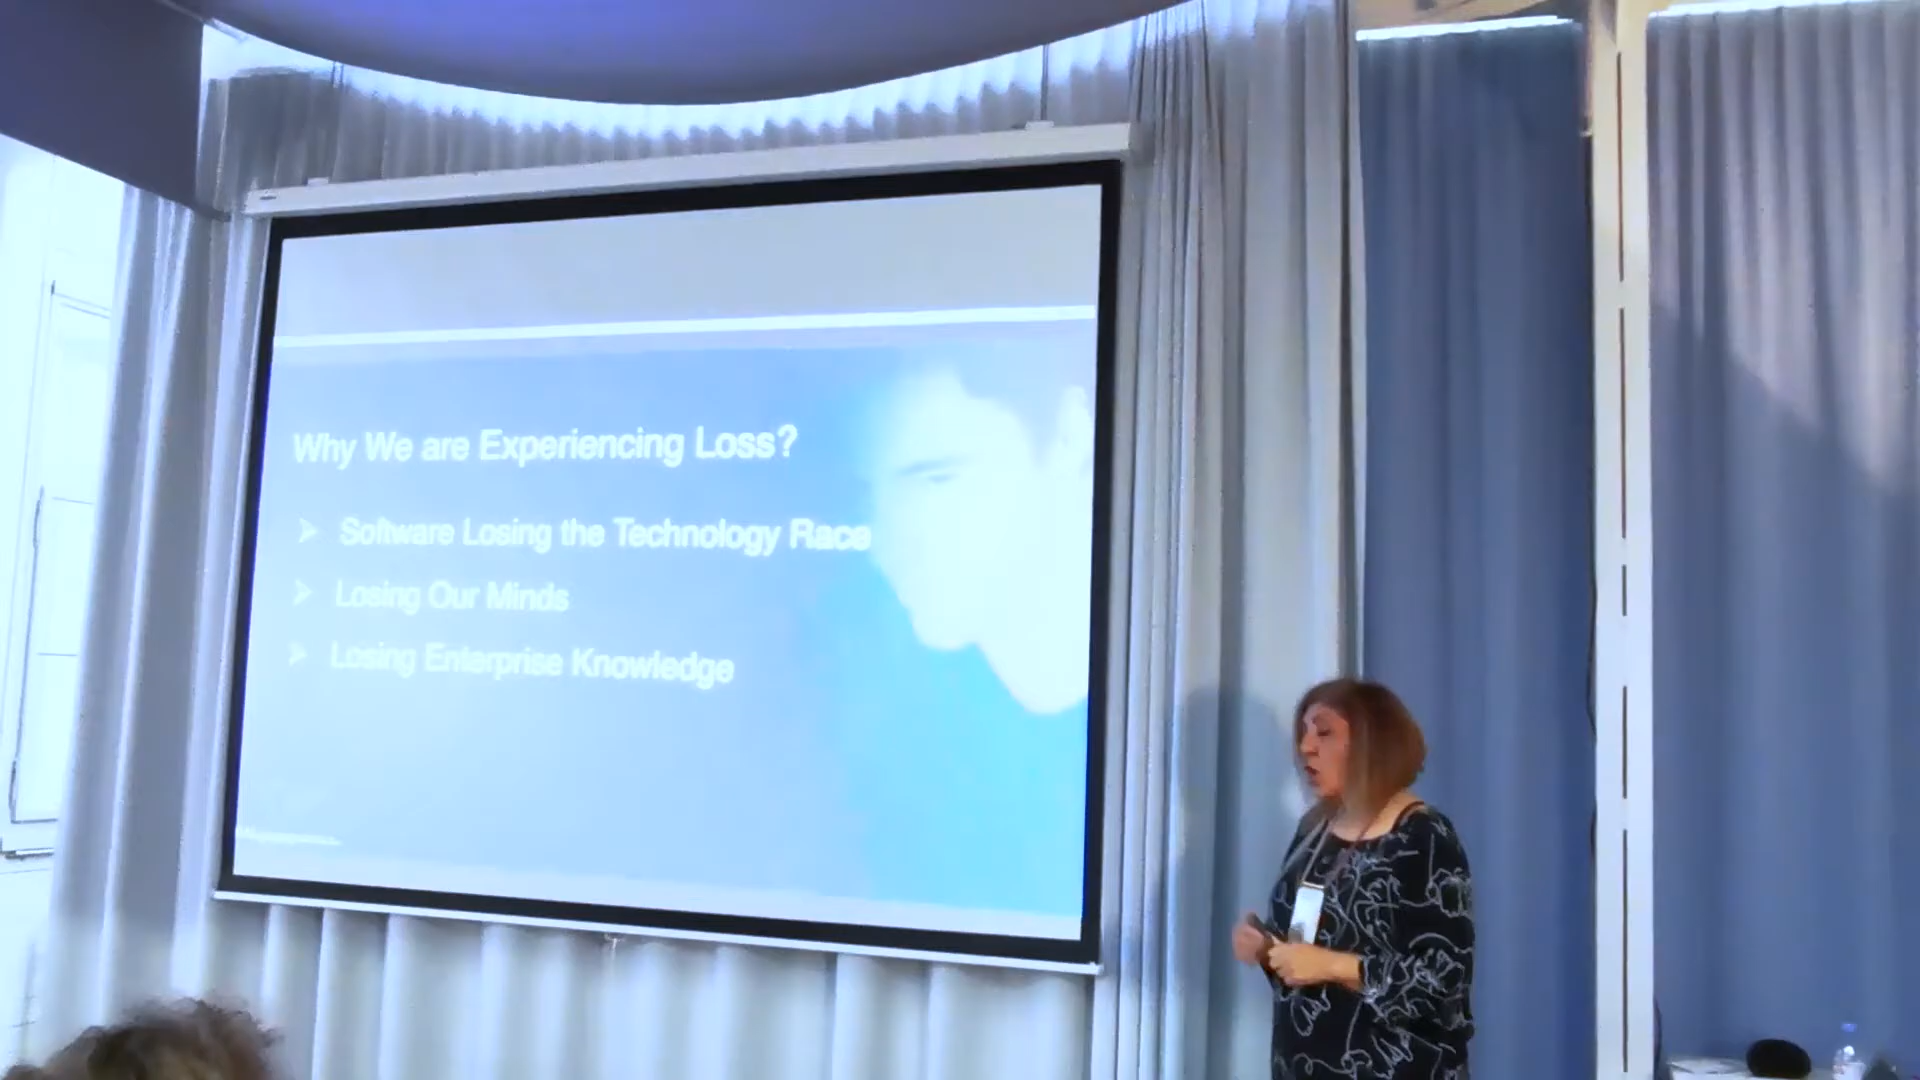 Why We are Experiencing Loss?
➢ Software Losing the Technology Race
➢ Losing Our Minds
➢ Losing Enterprise Knowledge